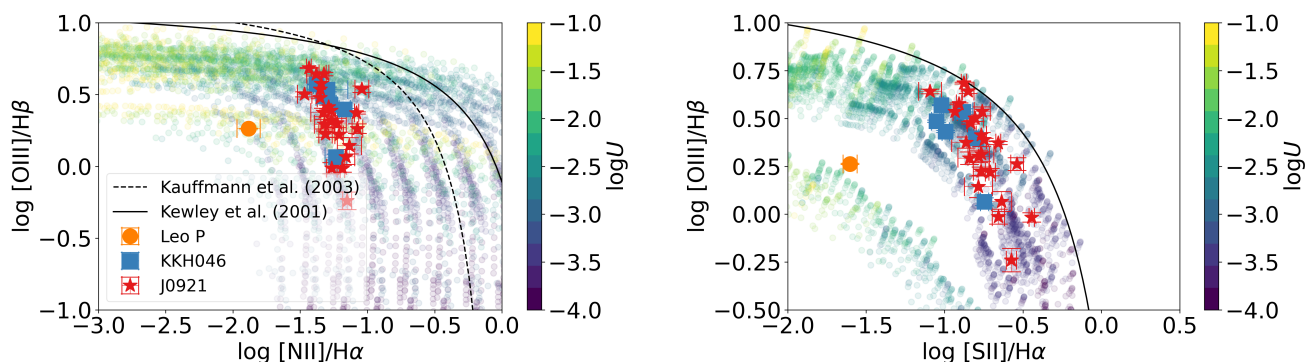 1.0
0.5
0.0
−0.5
−1.0
log [OIII]/Hβ
−3.0 −2.5 −2.0 −1.5 −1.0 −0.5 0.0
log [NII]/Hα
Kauffmann et al. (2003)
Kewley et al. (2001)
Leo P
KKH046
J0921
−1.0
−1.5
−2.0
−2.5
−3.0
−3.5
−4.0
logU
1.00
0.75
0.50
0.25
0.00
−0.25
−0.50
log [OIII]/Hβ
−2.0 −1.5 −1.0 −0.5 0.0 0.5
log [SII]/Hα
−1.0
−1.5
−2.0
−2.5
−3.0
−3.5
−4.0
logU